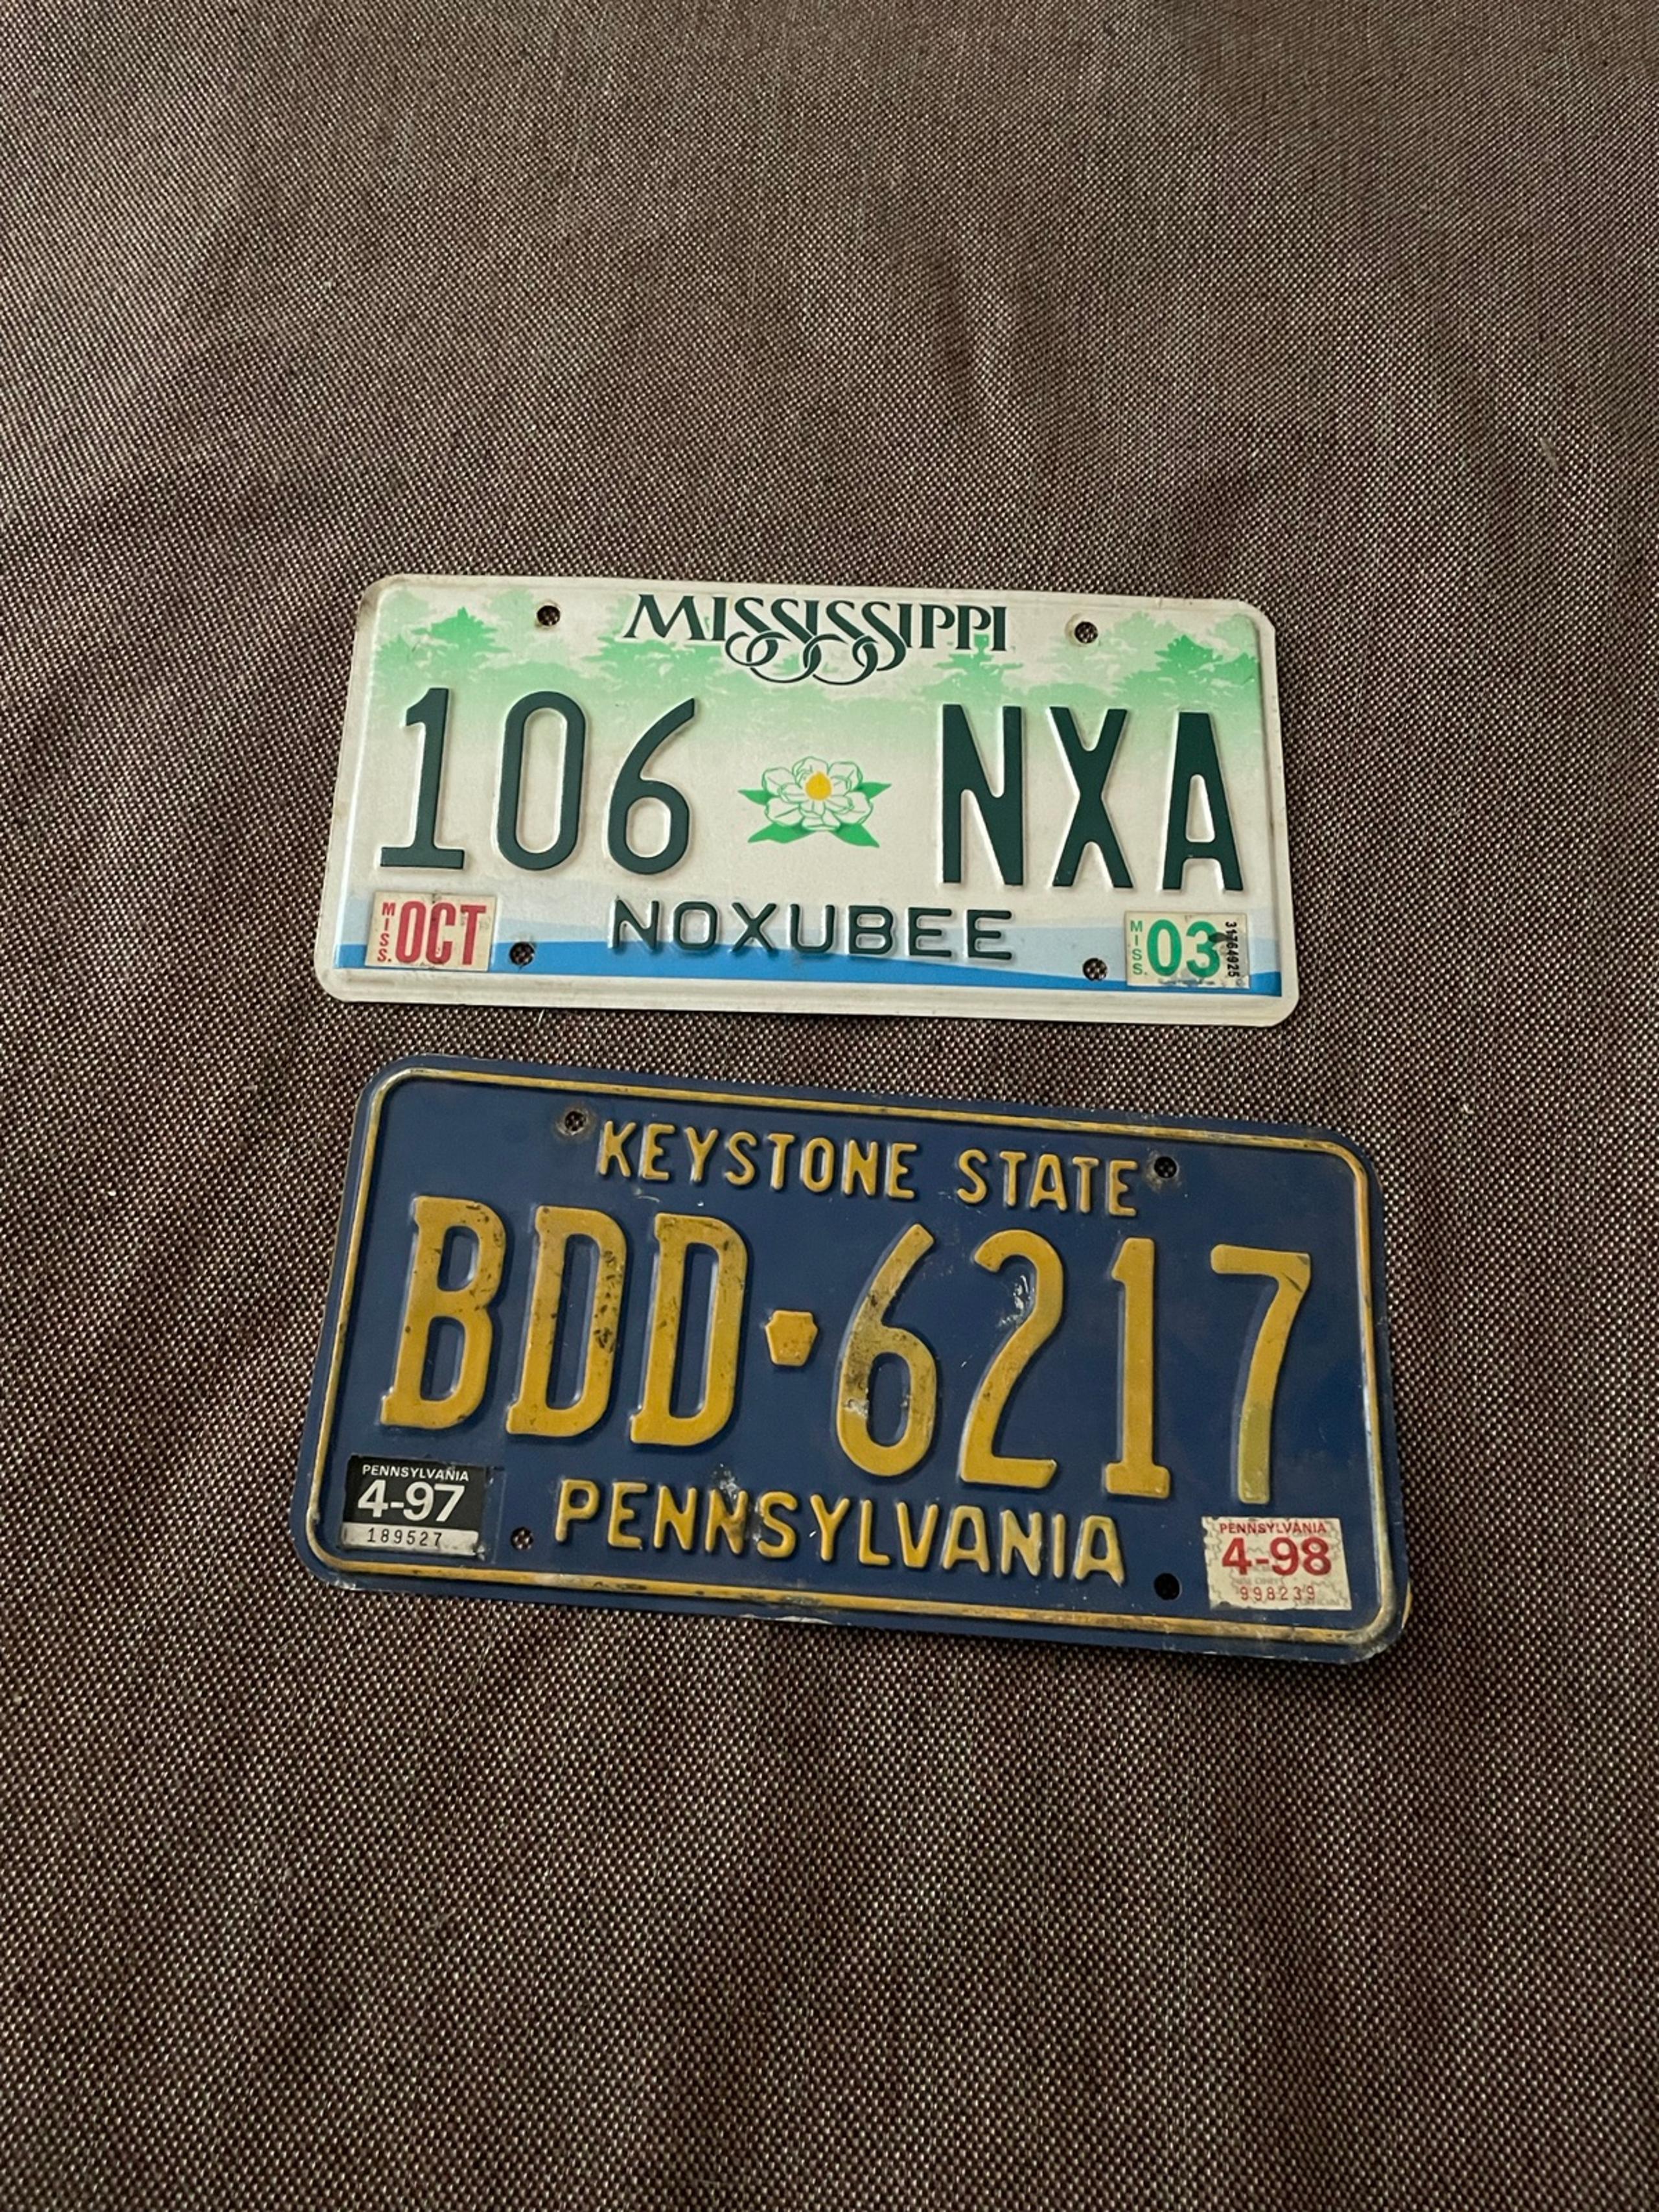 MISSISSIPPI
106 NXA
MISS. OCT
NOXUBEE
MISS. 03 31764925
KEYSTONE STATE
BDD 6217
PENNSYLVANIA
4-97
189527
PENNSYLVANIA
PENNSYLVANIA
4-98
998239